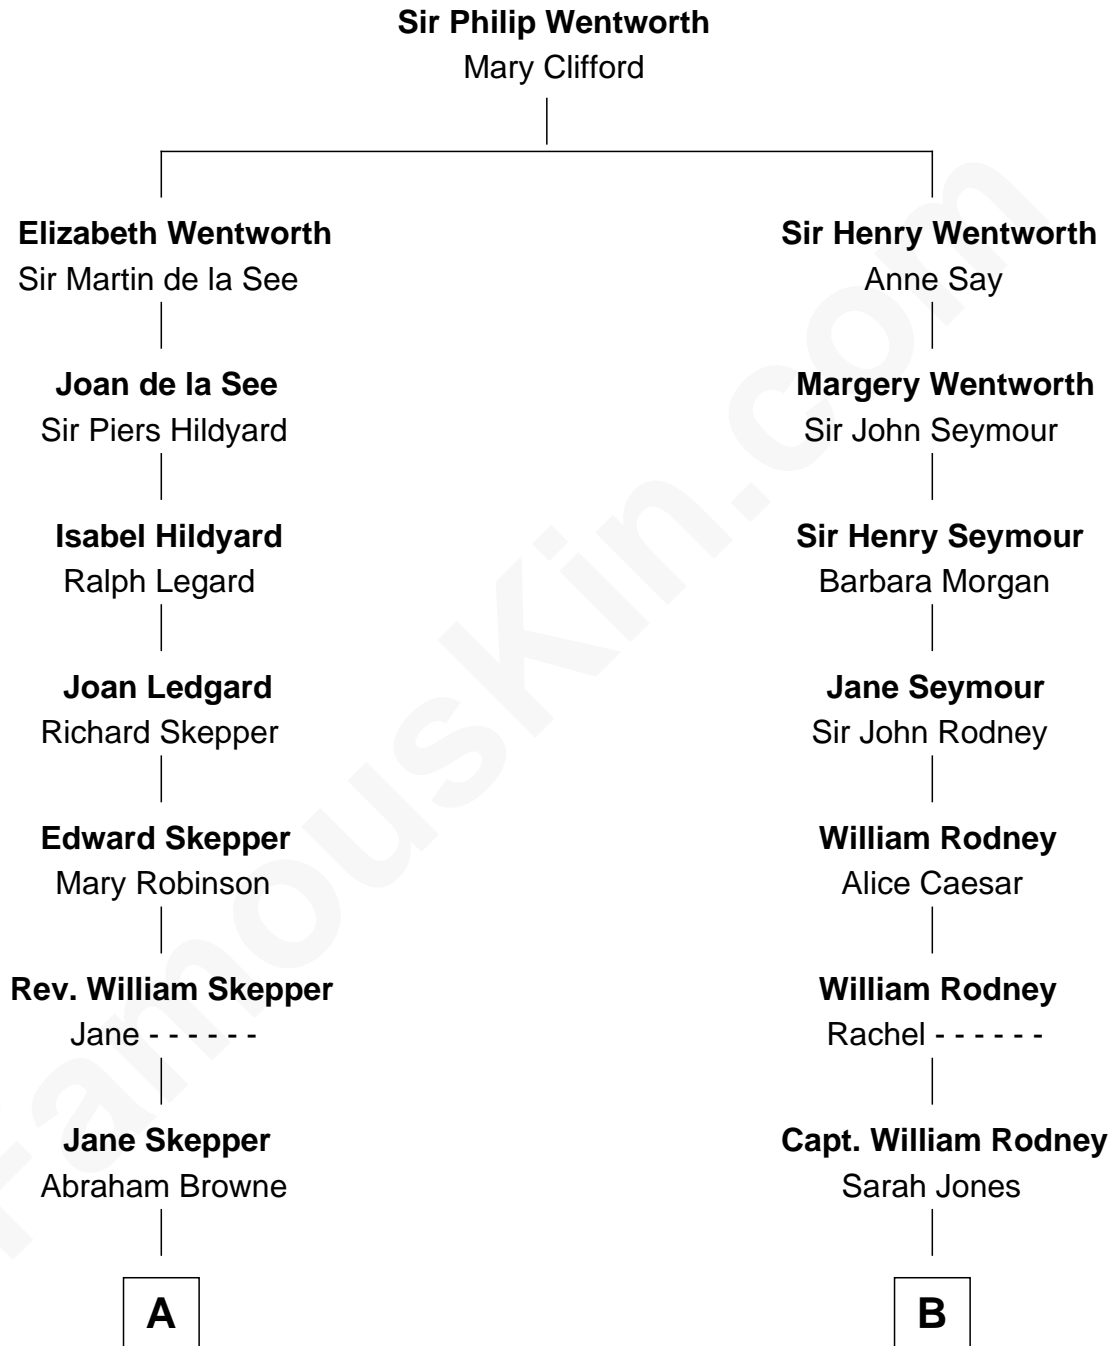 Sir Philip Wentworth
Mary Clifford
Elizabeth Wentworth
Sir Martin de la See
Joan de la See
Sir Piers Hildyard
Isabel Hildyard
Ralph Legard
Joan Ledgard
Richard Skepper
Edward Skepper
Mary Robinson
Rev. William Skepper
Jane - - - - - -
Jane Skepper
Abraham Browne
A
Sir Henry Wentworth
Anne Say
Margery Wentworth
Sir John Seymour
Sir Henry Seymour
Barbara Morgan
Jane Seymour
Sir John Rodney
William Rodney
Alice Caesar
William Rodney
Rachel - - - - - -
Capt. William Rodney
Sarah Jones
B
FamousKin.com